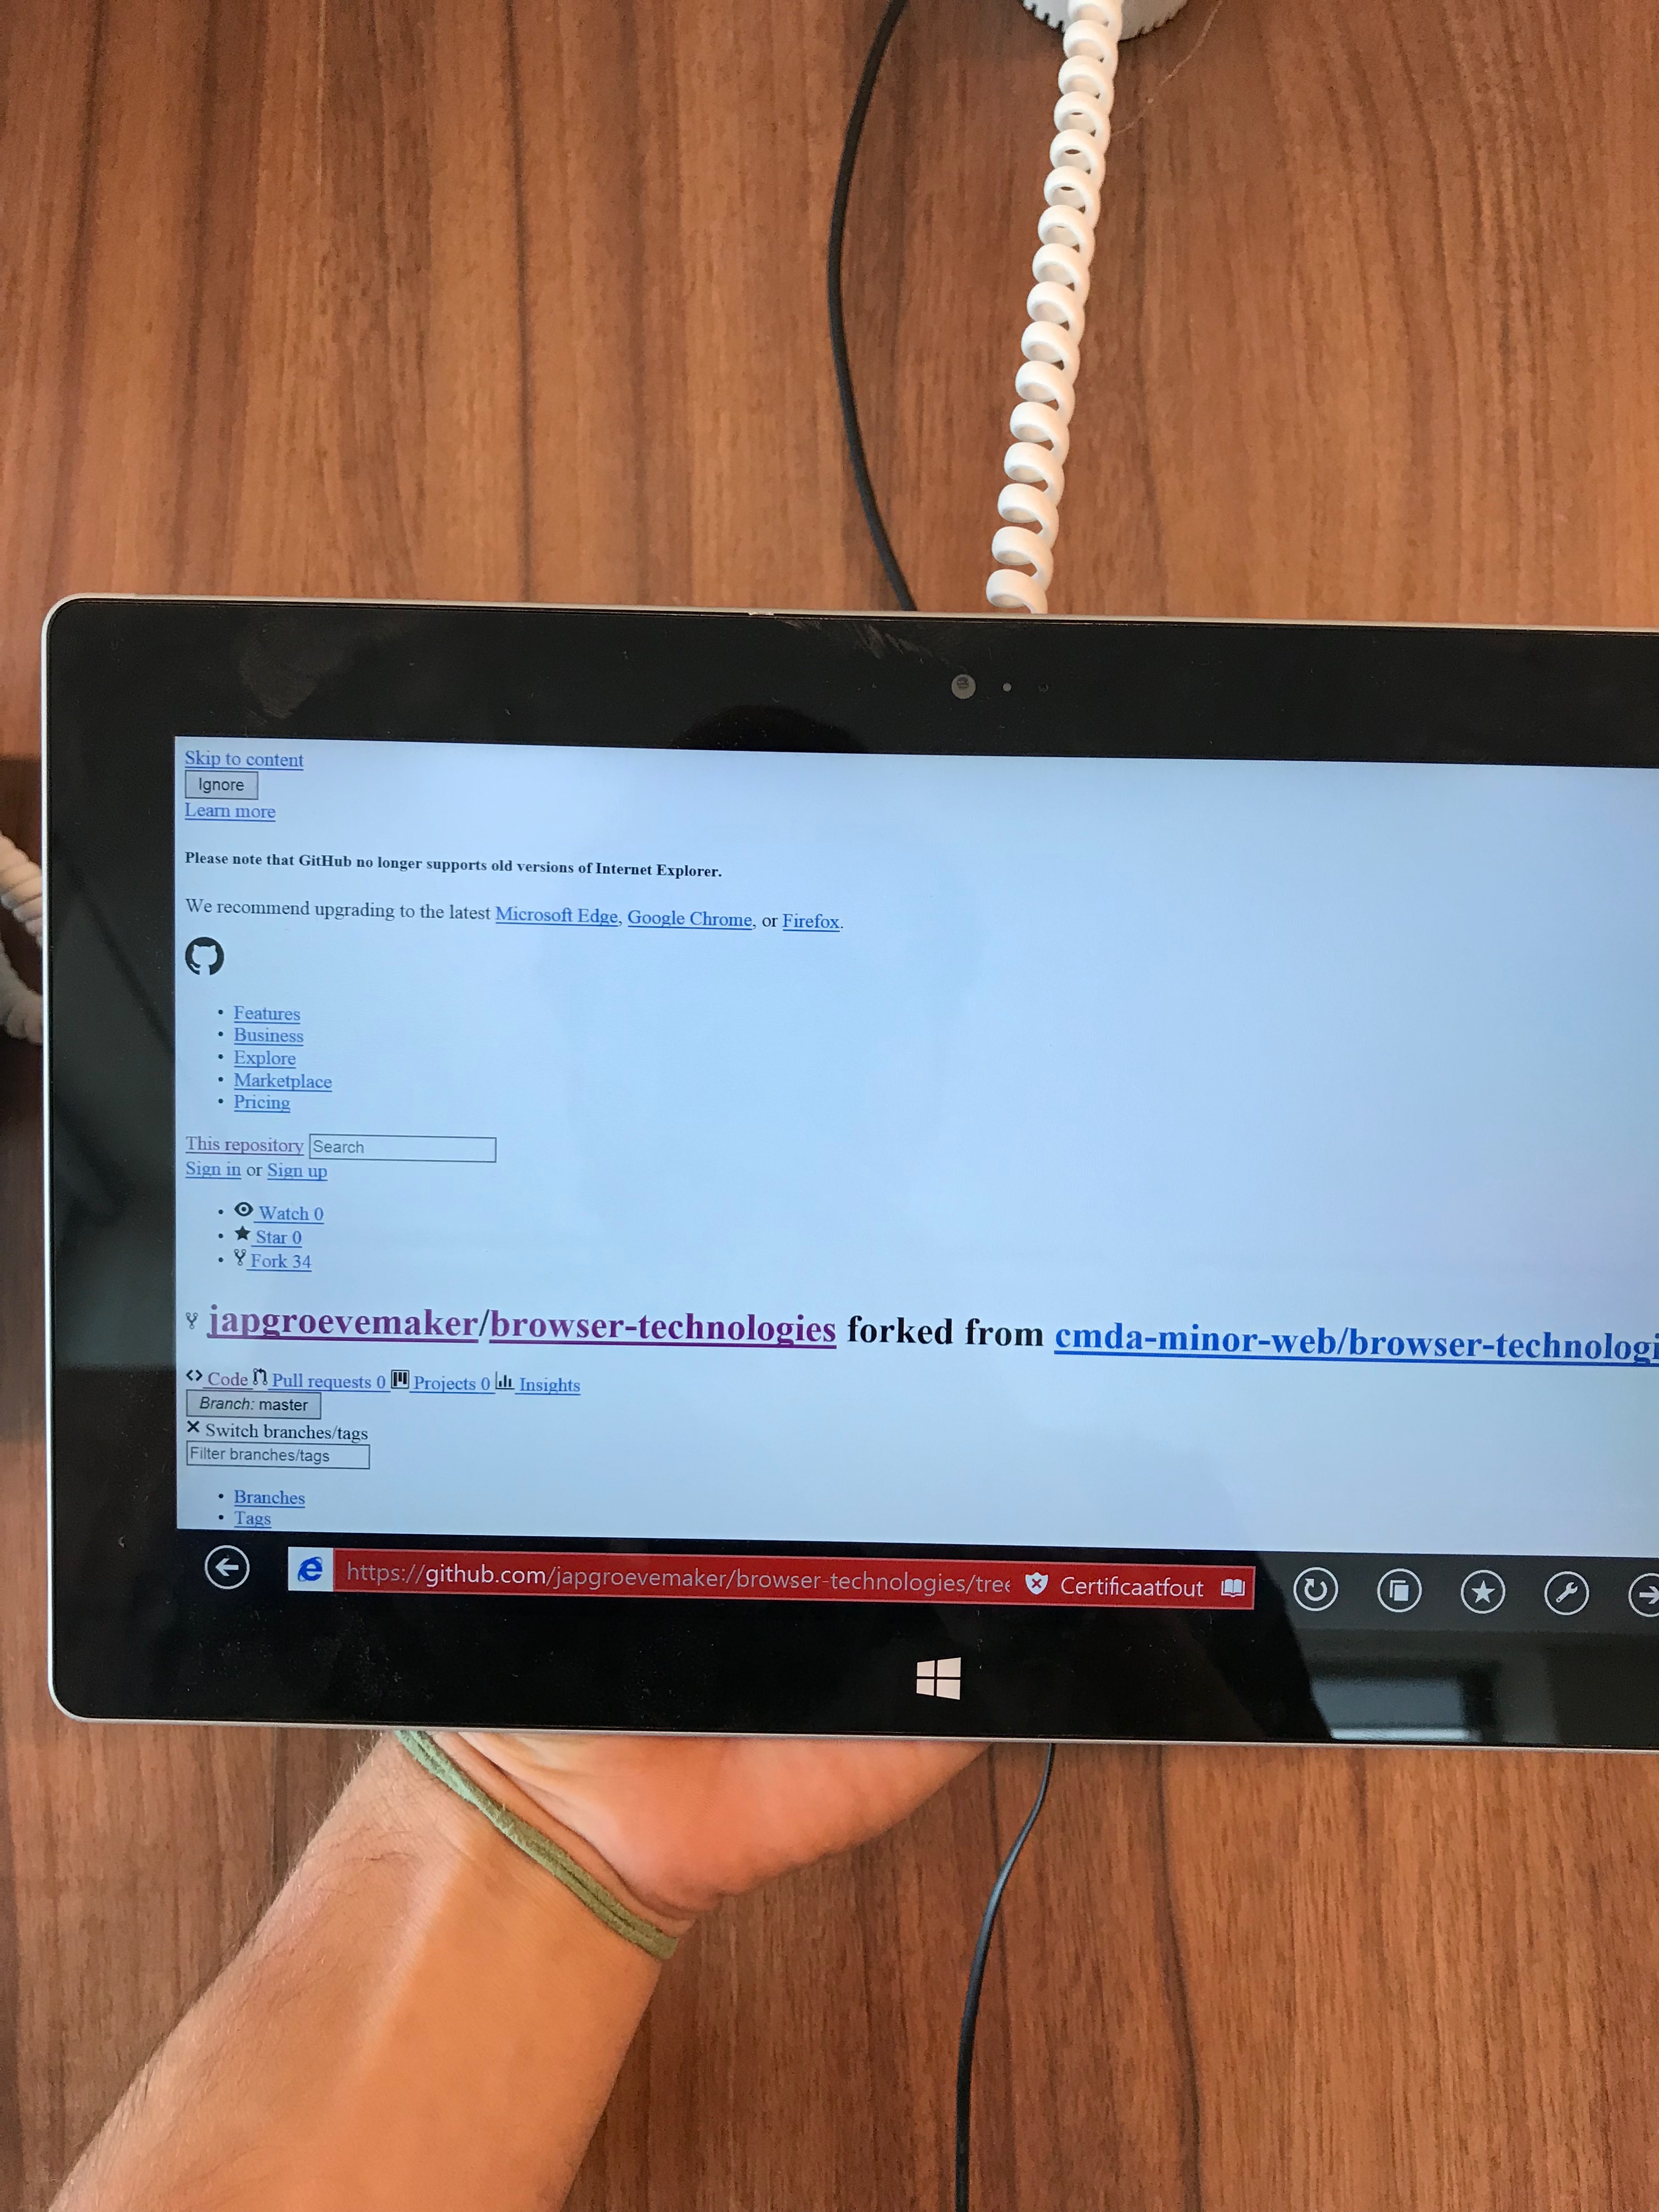 Skip to content
Ignore
Learn more
Please note that GitHub no longer supports old versions of Internet Explorer.
We recommend upgrading to the latest Microsoft Edge, Google Chrome, or Firefox.
• Features
• Business
• Explore
• Marketplace
• Pricing
This repository Search
Sign in or Sign up
• Watch 0
• Star 0
• Fork 34
japgroevemaker/browser-technologies forked from cmda-minor-web/browser-technologi
Code Pull requests 0 Projects 0 Insights
Branch: master
Switch branches/tags
Filter branches/tags
• Branches
• Tags
https://github.com/japgroevemaker/browser-technologies/tree Certificaatfout